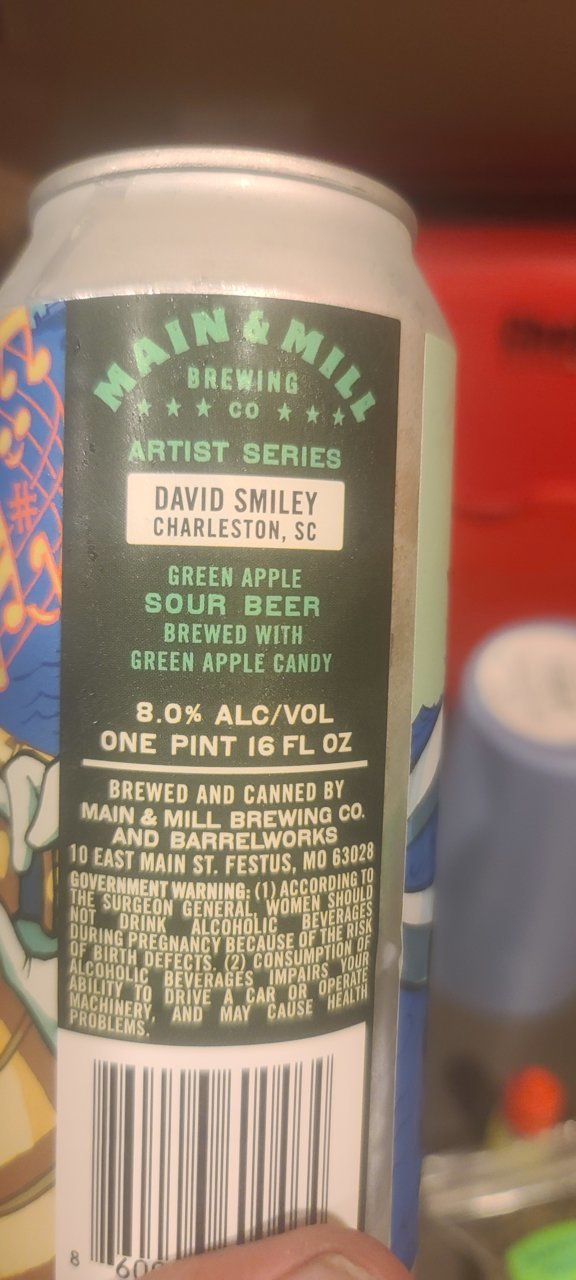 MAIN & MILL
BREWING
CO
ARTIST SERIES
DAVID SMILEY
CHARLESTON, SC
GREEN APPLE
SOUR BEER
BREWED WITH
GREEN APPLE CANDY
8.0% ALC/VOL
ONE PINT 16 FL OZ
BREWED AND CANNED BY
MAIN & MILL BREWING CO.
AND BARRELWORKS
10 EAST MAIN ST. FESTUS, MO 63028
GOVERNMENT WARNING: (1) ACCORDING TO
THE SURGEON GENERAL, WOMEN SHOULD
NOT DRINK ALCOHOLIC BEVERAGES
DURING PREGNANCY BECAUSE OF THE RISK
OF BIRTH DEFECTS. (2) CONSUMPTION OF
ALCOHOLIC BEVERAGES IMPAIRS YOUR
ABILITY TO DRIVE A CAR OR OPERATE
MACHINERY, AND MAY CAUSE HEALTH
PROBLEMS.
8 60